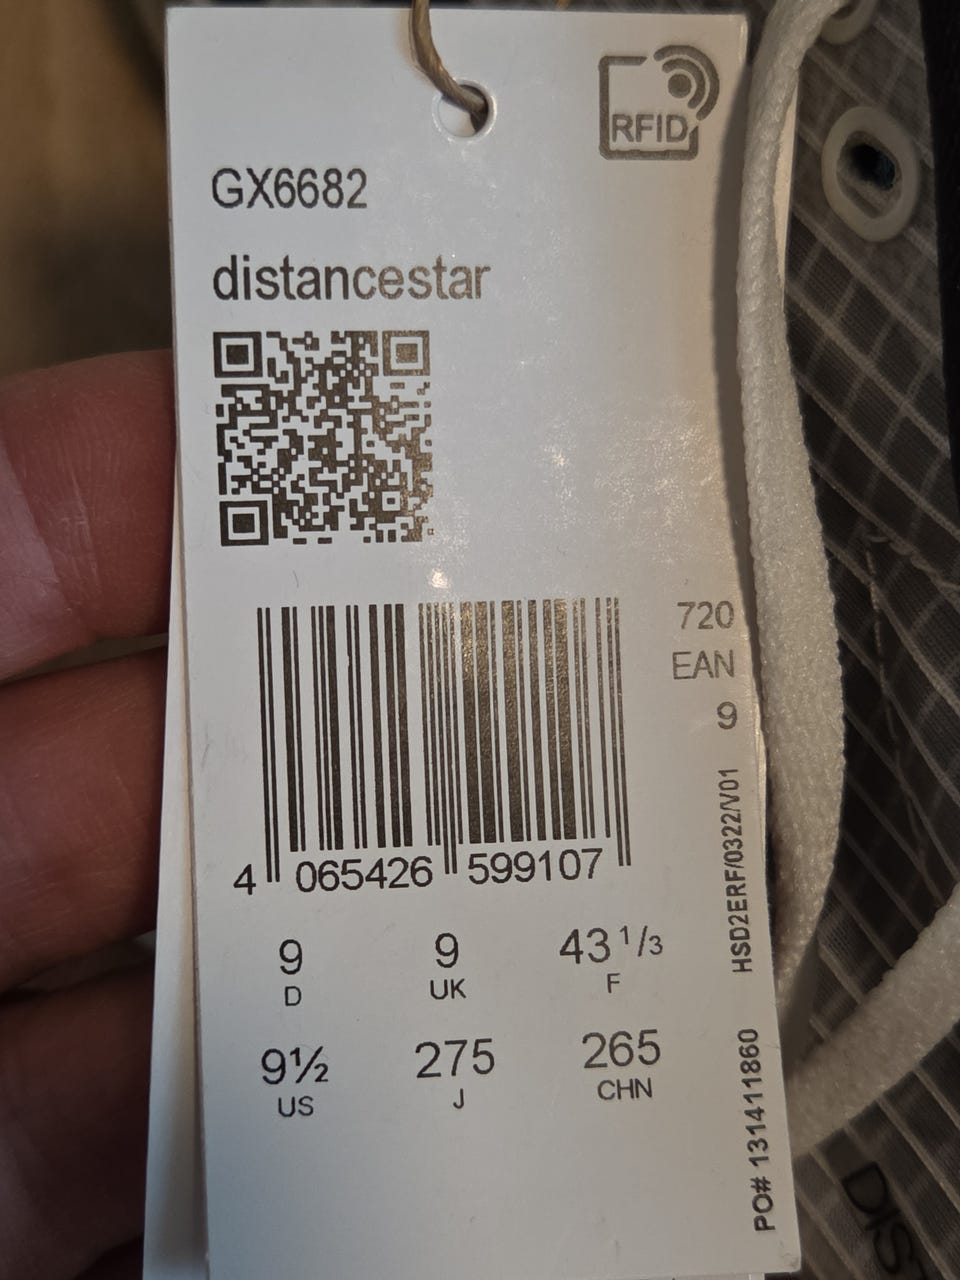 RFID
GX6682
distancestar
720
EAN
9
4 065426 599107
9 9 43 1/3
D UK F
9½ 275 265
US J CHN
HSD2ERF/0322/V01
PO# 131411860
DIS